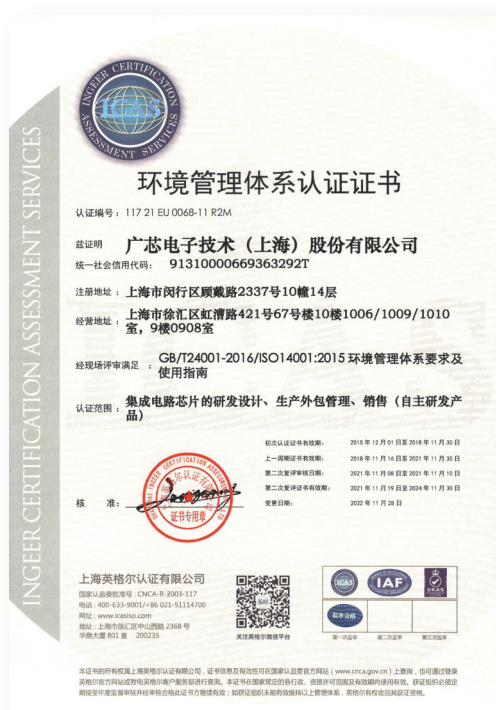 INGEER CERTIFICATION
ICAS
ASSESSMENT SERVICES
INGEER CERTIFICATION ASSESSMENT SERVICES
环境管理体系认证证书
认证编号：117 21 EU 0068-11 R2M
兹证明 广芯电子技术（上海）股份有限公司
统一社会信用代码： 91310000669363292T
注册地址：上海市闵行区顾戴路2337号10幢14层
经营地址：上海市徐汇区虹漕路421号67号楼10楼1006/1009/1010
室，9楼0908室
经现场评审满足：GB/T24001-2016/ISO14001:2015 环境管理体系要求及
使用指南
认证范围：集成电路芯片的研发设计、生产外包管理、销售（自主研发产
品）
初次认证证书有效期： 2015 年 12 月 01 日至 2018 年 11 月 30 日
上一周期证书有效期： 2018 年 11 月 16 日至 2021 年 11 月 30 日
第二次复评审核日期： 2021 年 11 月 08 日至 2021 年 11 月 10 日
第二次复评证书有效期： 2021 年 11 月 19 日至 2024 年 11 月 30 日
变更日期： 2022 年 11 月 28 日
核 准：
证书专用章
上海英格尔认证有限公司
国家认监委批准号：CNCA-R-2003-117
电话：400-633-9001/+86 021-51114700
网址：www.icasiso.com
地址：上海市徐汇区中山西路 2368 号
华鼎大厦 801 室 200235
关注英格尔微信平台
ICAS
IAF
UKAS
监审合格
第一次监审 第二次监审 第三次监审
本证书的所有权属上海英格尔认证有限公司，证书信息及有效性可在国家认监委官方网站（www.cnca.gov.cn）上查询，也可通过登录
英格尔官方网站或致电英格尔客户服务部进行查询。本证书在国家规定的各行政、资质许可范围及有效期内使用有效。获证组织必须定
期接受年度监督审核并经审核合格此证书方继续有效；如获证组织未能有效维持以上管理体系，英格尔有权收回其获证资格。